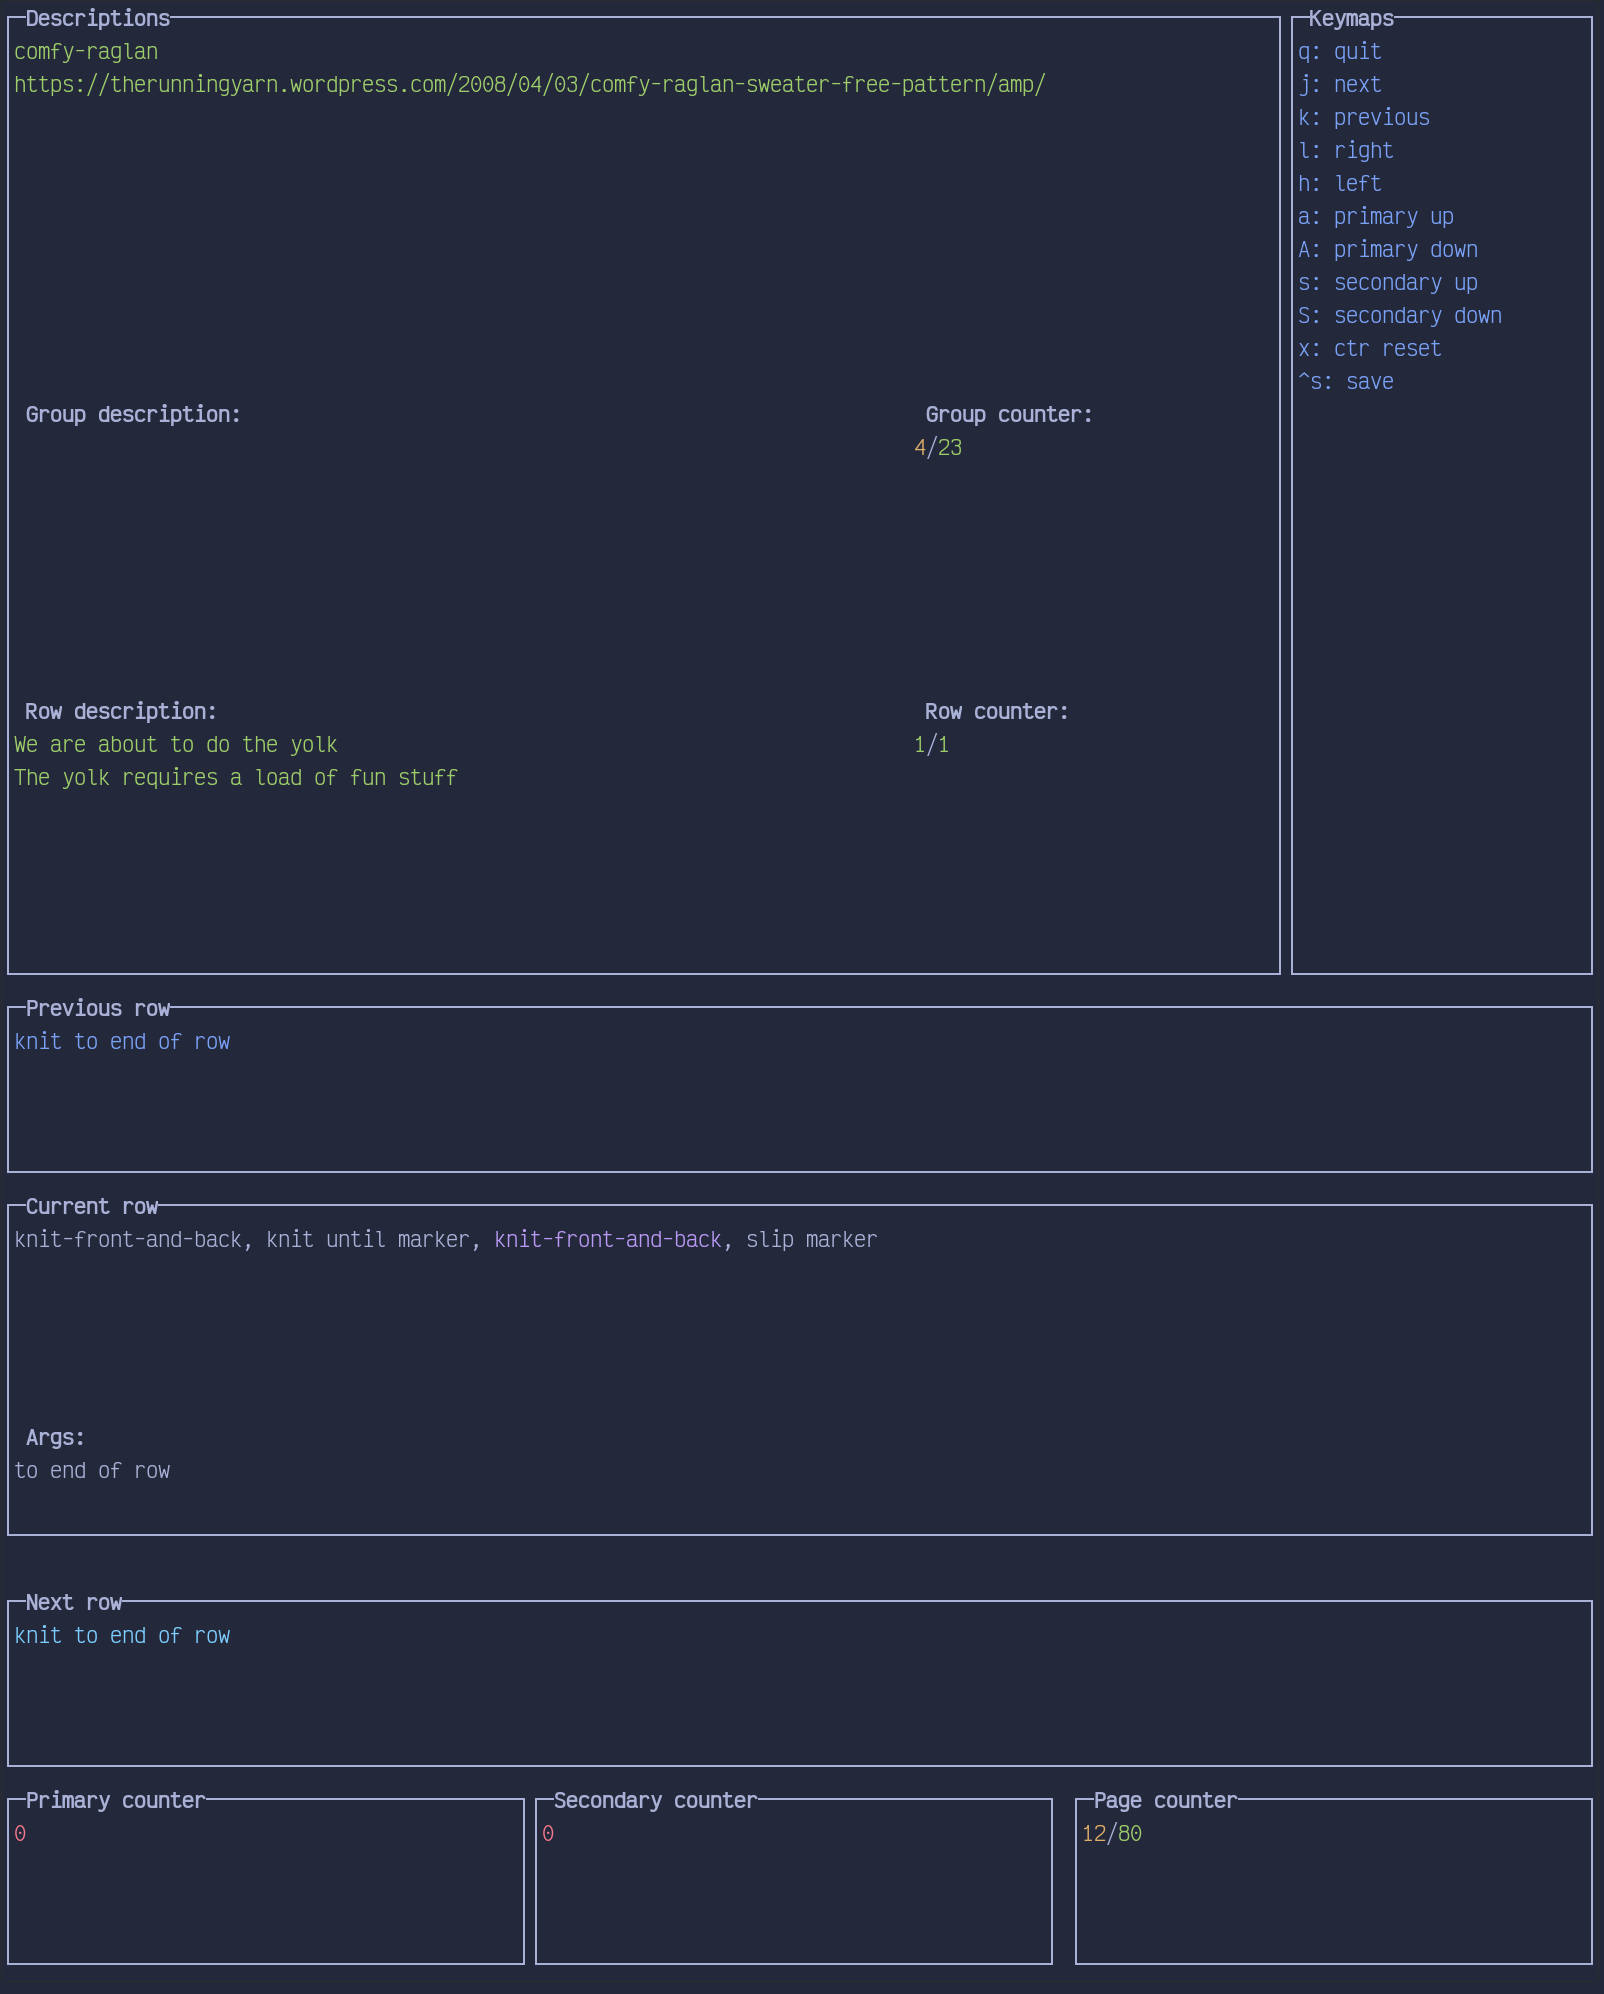 Descriptions
comfy-raglan
https://therunningyarn.wordpress.com/2008/04/03/comfy-raglan-sweater-free-pattern/amp/
Group description:
Group counter:
4/23
Row description:
Row counter:
We are about to do the yolk
1/1
The yolk requires a load of fun stuff
Keymaps
q: quit
j: next
k: previous
l: right
h: left
a: primary up
A: primary down
s: secondary up
S: secondary down
x: ctr reset
^s: save
Previous row
knit to end of row
Current row
knit-front-and-back, knit until marker, knit-front-and-back, slip marker
Args:
to end of row
Next row
knit to end of row
Primary counter
0
Secondary counter
0
Page counter
12/80